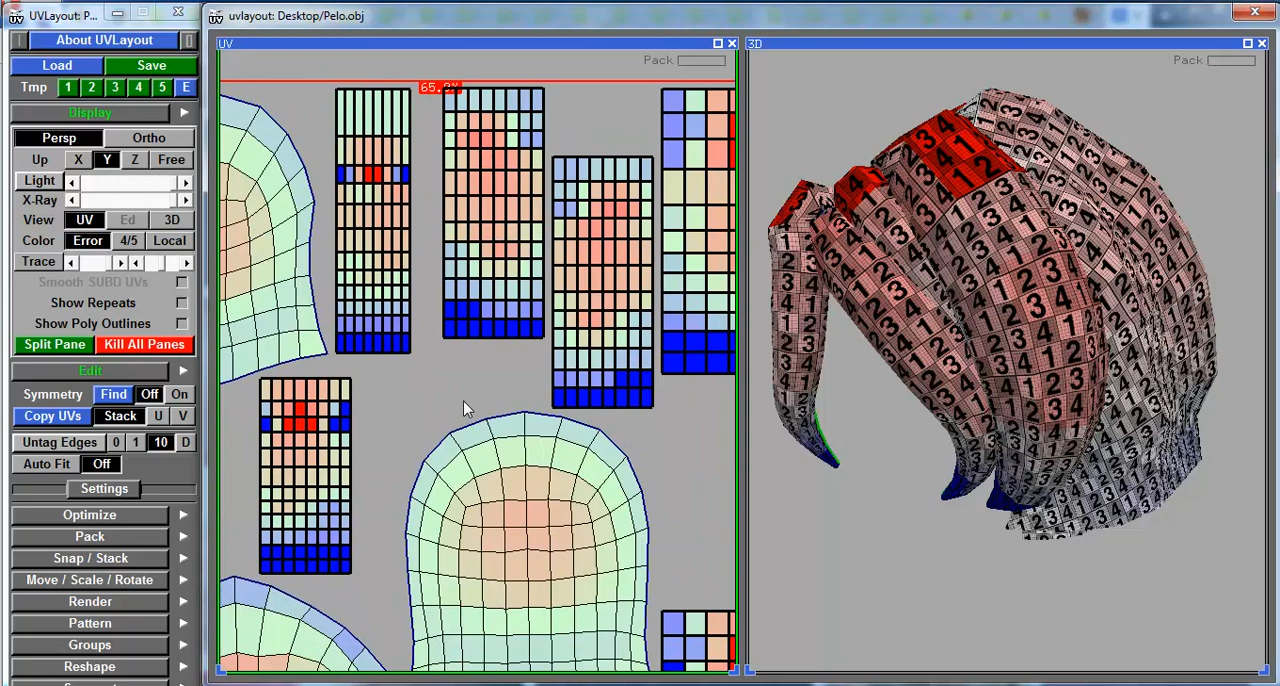 UVLayout: P...
uvlayout: Desktop/Pelo.obj
About UVLayout
Load Save
Tmp 1 2 3 4 5 E
Display
Persp Ortho
Up X Y Z Free
Light
X-Ray
View UV Ed 3D
Color Error 4/5 Local
Trace
Smooth SUBD UVs
Show Repeats
Show Poly Outlines
Split Pane Kill All Panes
Edit
Symmetry Find Off On
Copy UVs Stack U V
Untag Edges 0 1 10 D
Auto Fit Off
Settings
Optimize
Pack
Snap / Stack
Move / Scale / Rotate
Render
Pattern
Groups
Reshape
UV
Pack
3D
Pack